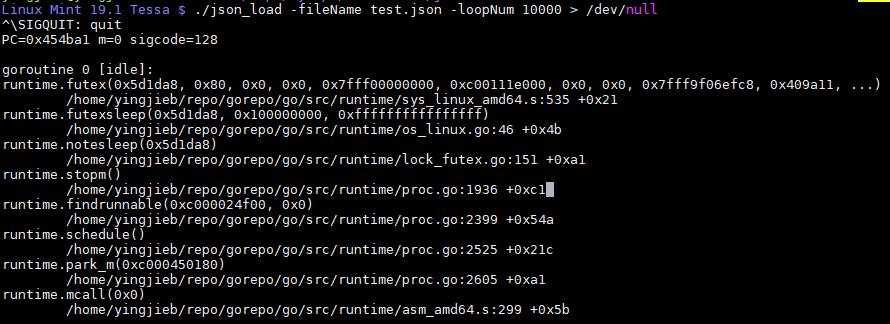 Linux Mint 19.1 Tessa $ ./json_load -fileName test.json -loopNum 10000 > /dev/null
^\SIGQUIT: quit
PC=0x454ba1 m=0 sigcode=128

goroutine 0 [idle]:
runtime.futex(0x5d1da8, 0x80, 0x0, 0x0, 0x7fff00000000, 0xc00111e000, 0x0, 0x0, 0x7fff9f06efc8, 0x409a11, ...)
        /home/yingjieb/repo/gorepo/go/src/runtime/sys_linux_amd64.s:535 +0x21
runtime.futexsleep(0x5d1da8, 0x100000000, 0xffffffffffffffff)
        /home/yingjieb/repo/gorepo/go/src/runtime/os_linux.go:46 +0x4b
runtime.notesleep(0x5d1da8)
        /home/yingjieb/repo/gorepo/go/src/runtime/lock_futex.go:151 +0xa1
runtime.stopm()
        /home/yingjieb/repo/gorepo/go/src/runtime/proc.go:1936 +0xc1
runtime.findrunnable(0xc000024f00, 0x0)
        /home/yingjieb/repo/gorepo/go/src/runtime/proc.go:2399 +0x54a
runtime.schedule()
        /home/yingjieb/repo/gorepo/go/src/runtime/proc.go:2525 +0x21c
runtime.park_m(0xc000450180)
        /home/yingjieb/repo/gorepo/go/src/runtime/proc.go:2605 +0xa1
runtime.mcall(0x0)
        /home/yingjieb/repo/gorepo/go/src/runtime/asm_amd64.s:299 +0x5b